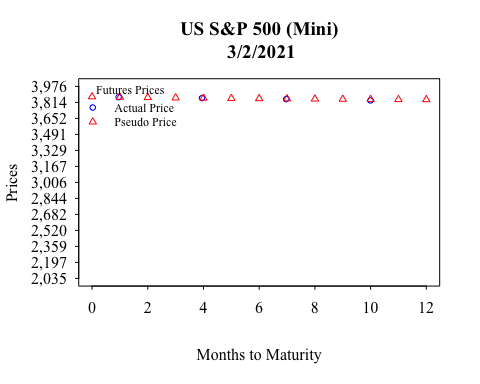 US S&P 500 (Mini)
3/2/2021
Futures Prices
Actual Price
Pseudo Price
Prices
3,976
3,814
3,652
3,491
3,329
3,167
3,006
2,844
2,682
2,520
2,359
2,197
2,035
0 2 4 6 8 10 12
Months to Maturity